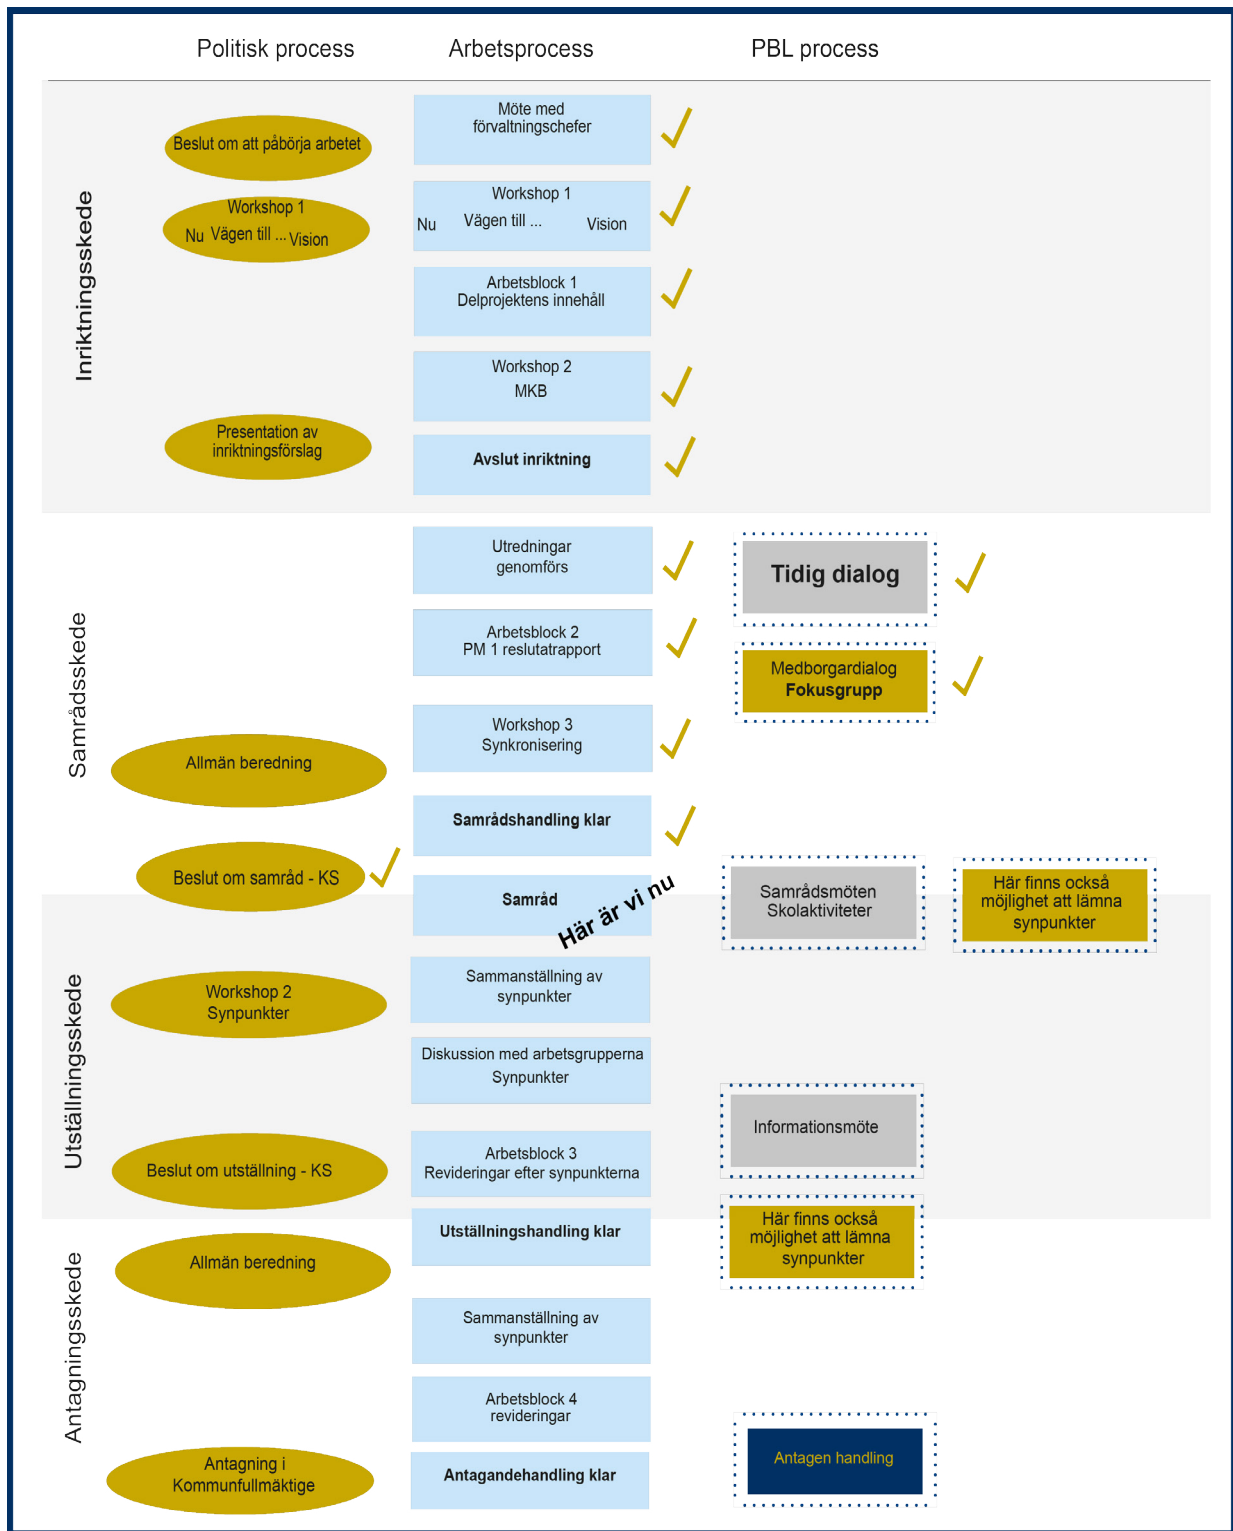 Politisk process
Arbetsprocess
PBL process
Inriktningsskede
Beslut om att påbörja arbetet
Möte med
förvaltningschefer
Workshop 1
Nu Vägen till ... Vision
Workshop 1
Nu Vägen till ... Vision
Arbetsblock 1
Delprojektens innehåll
Workshop 2
MKB
Presentation av
inriktningsförslag
Avslut inriktning
Samrådsskede
Utredningar
genomförs
Tidig dialog
Arbetsblock 2
PM 1 reslutatrapport
Medborgardialog
Fokusgrupp
Workshop 3
Synkronisering
Allmän beredning
Samrådshandling klar
Beslut om samråd - KS
Samråd
Här är vi nu
Samrådsmöten
Skolaktiviteter
Här finns också
möjlighet att lämna
synpunkter
Utställningsskede
Workshop 2
Synpunkter
Sammanställning av
synpunkter
Diskussion med arbetsgrupperna
Synpunkter
Informationsmöte
Beslut om utställning - KS
Arbetsblock 3
Revideringar efter synpunkterna
Utställningshandling klar
Här finns också
möjlighet att lämna
synpunkter
Antagningsskede
Allmän beredning
Sammanställning av
synpunkter
Arbetsblock 4
revideringar
Antagning i
Kommunfullmäktige
Antagandehandling klar
Antagen handling